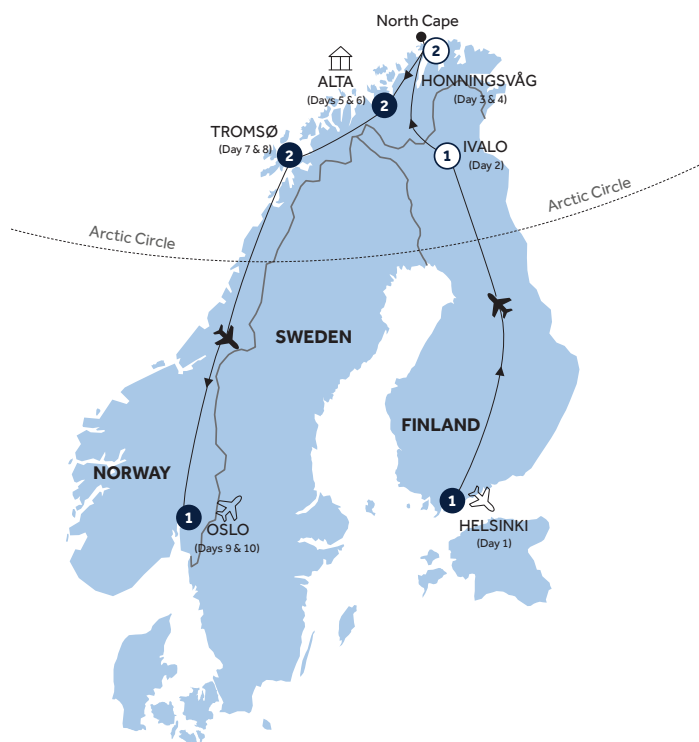 North Cape
2
ALTA
(Days 5 & 6)
HONNINGSVÅG
(Day 3 & 4)
2
TROMSØ
(Day 7 & 8)
2
IVALO
(Day 2)
1
Arctic Circle
Arctic Circle
SWEDEN
FINLAND
NORWAY
1
HELSINKI
(Day 1)
1
OSLO
(Days 9 & 10)